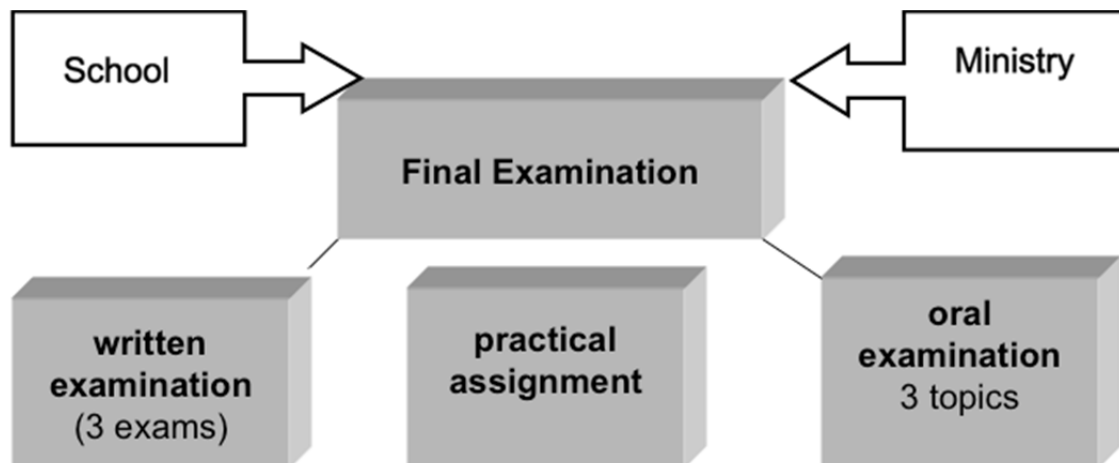 School
Ministry
Final Examination
written
examination
(3 exams)
practical
assignment
oral
examination
3 topics